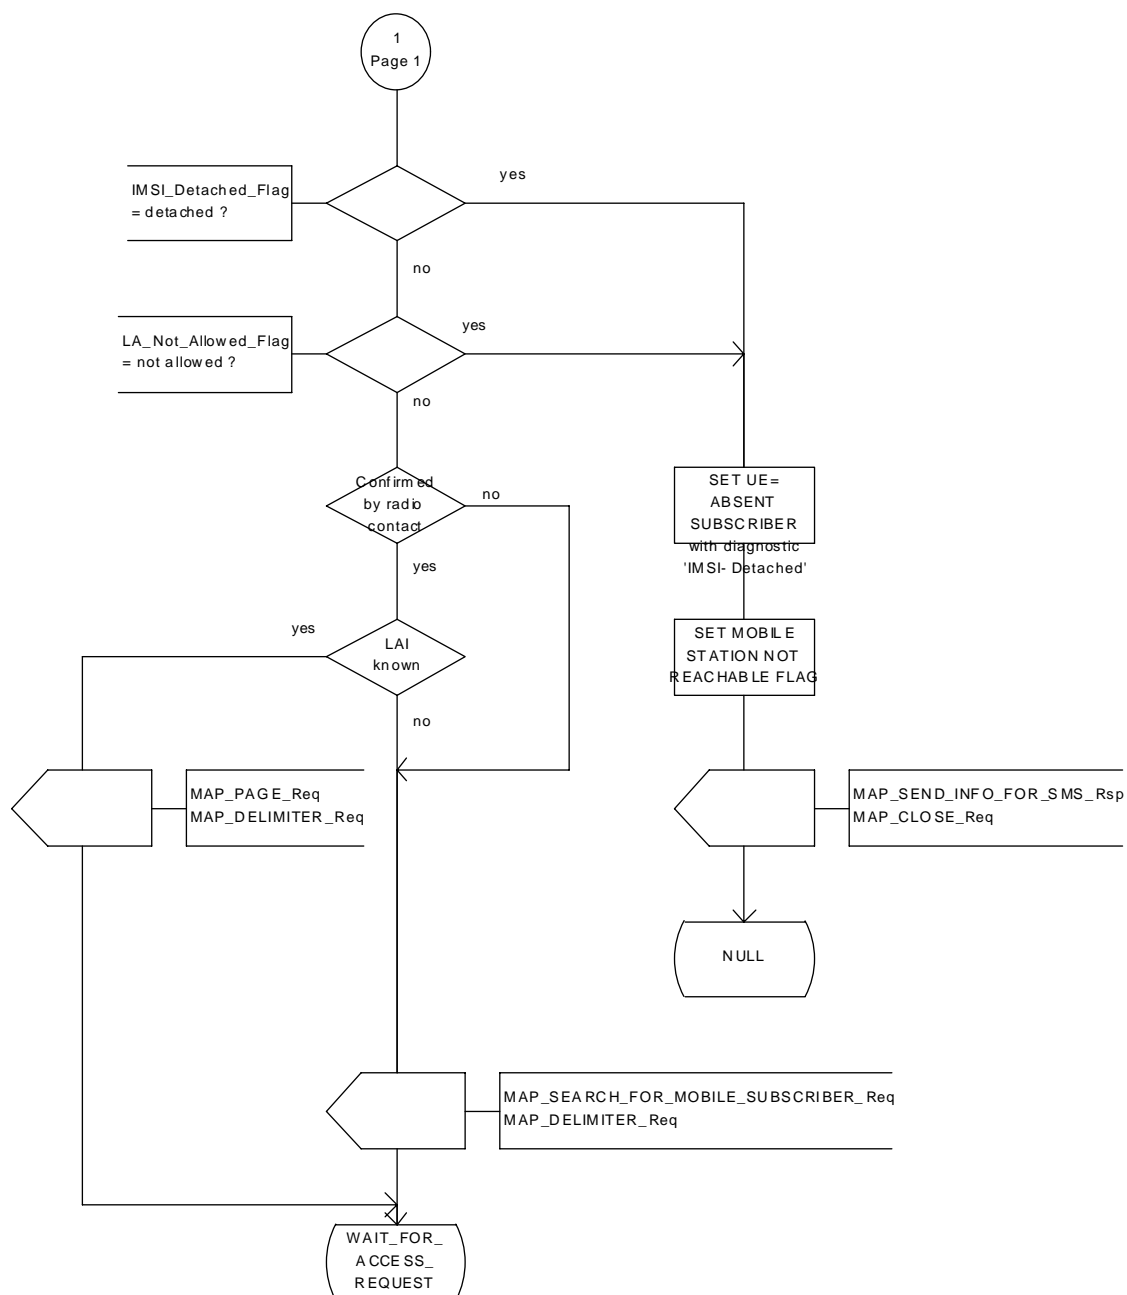 1
Page 1
yes
IMSI_Detached_Flag
= detached ?
no
yes
LA_Not_Allowed_Flag
= not allowed ?
no
Confirmed
by radio
contact
no
SET UE=
ABSENT
SUBSCRIBER
with diagnostic
'IMSI- Detached'
yes
yes
LAI
known
SET MOBILE
STATION NOT
REACHABLE FLAG
no
MAP_PAGE_Req
MAP_DELIMITER_Req
MAP_SEND_INFO_FOR_SMS_Rsp
MAP_CLOSE_Req
NULL
MAP_SEARCH_FOR_MOBILE_SUBSCRIBER_Req
MAP_DELIMITER_Req
WAIT_FOR_
ACCESS_
REQUEST